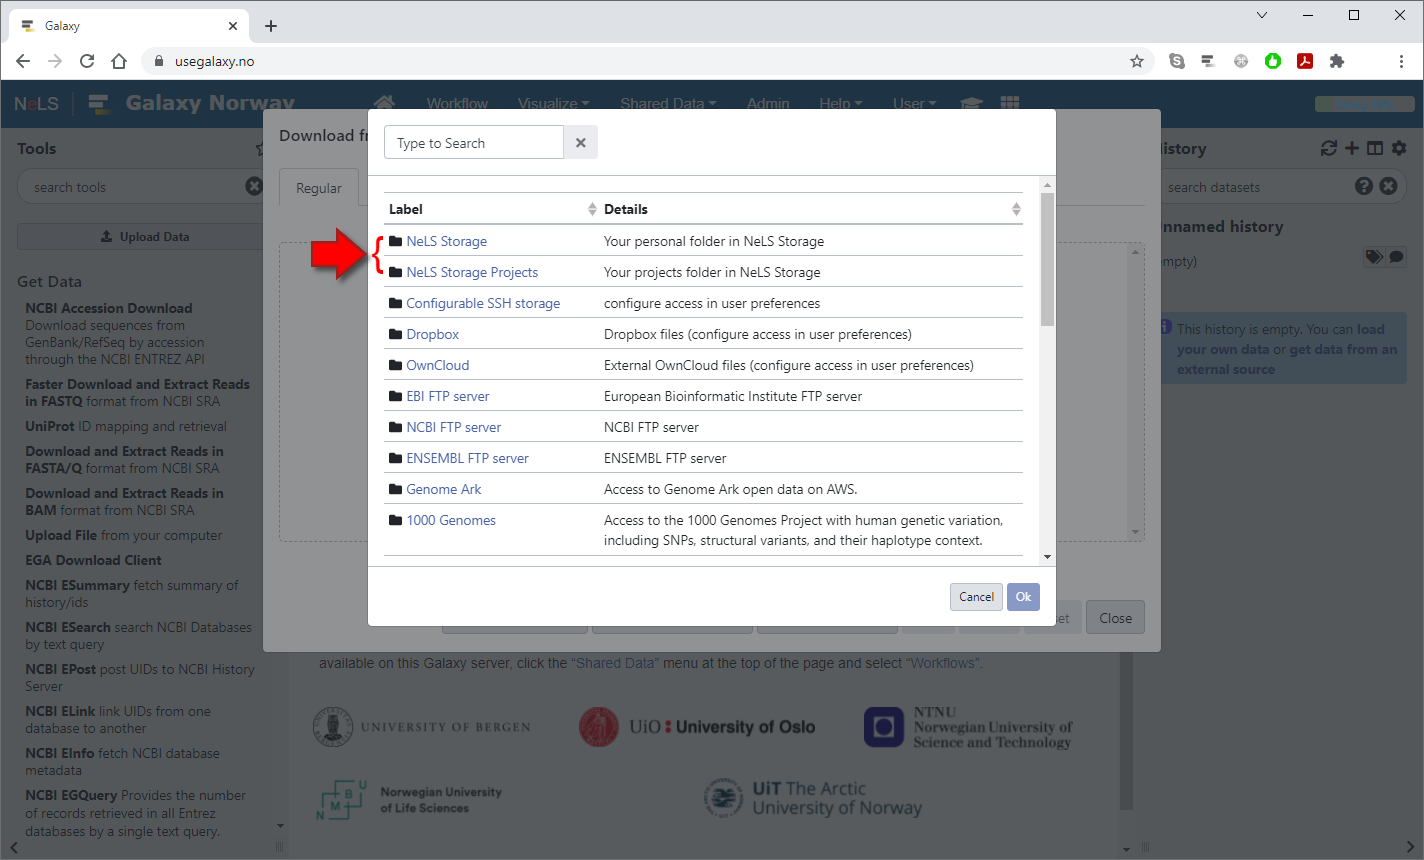 Galaxy
usegalaxy.no
NeLS
Galaxy Norway
Workflow
Visualize
Shared Data
Admin
Help
User
Tools
search tools
Upload Data
Get Data
NCBI Accession Download
Download sequences from
GenBank/RefSeq by accession
through the NCBI ENTREZ API
Faster Download and Extract Reads
in FASTQ format from NCBI SRA
UniProt ID mapping and retrieval
Download and Extract Reads in
FASTA/Q format from NCBI SRA
Download and Extract Reads in
BAM format from NCBI SRA
Upload File from your computer
EGA Download Client
NCBI ESummary fetch summary of
history/ids
NCBI ESearch search NCBI Databases
by text query
NCBI EPost post UIDs to NCBI History
Server
NCBI ELink link UIDs from one
database to another
NCBI EInfo fetch NCBI database
metadata
NCBI EGQuery Provides the number
of records retrieved in all Entrez
databases by a single text query.
Download
Regular
Type to Search
Label
Details
NeLS Storage
Your personal folder in NeLS Storage
NeLS Storage Projects
Your projects folder in NeLS Storage
Configurable SSH storage
configure access in user preferences
Dropbox
Dropbox files (configure access in user preferences)
OwnCloud
External OwnCloud files (configure access in user preferences)
EBI FTP server
European Bioinformatic Institute FTP server
NCBI FTP server
NCBI FTP server
ENSEMBL FTP server
ENSEMBL FTP server
Genome Ark
Access to Genome Ark open data on AWS.
1000 Genomes
Access to the 1000 Genomes Project with human genetic variation,
including SNPs, structural variants, and their haplotype context.
Cancel
Ok
Close
available on this Galaxy server, click the “Shared Data” menu at the top of the page and select “Workflows”.
UNIVERSITY OF BERGEN
UiO: University of Oslo
NTNU
Norwegian University of
Science and Technology
NMBU
Norwegian University
of Life Sciences
UiT The Arctic
University of Norway
istory
search datasets
nnamed history
mpty)
This history is empty. You can load
your own data or get data from an
external source